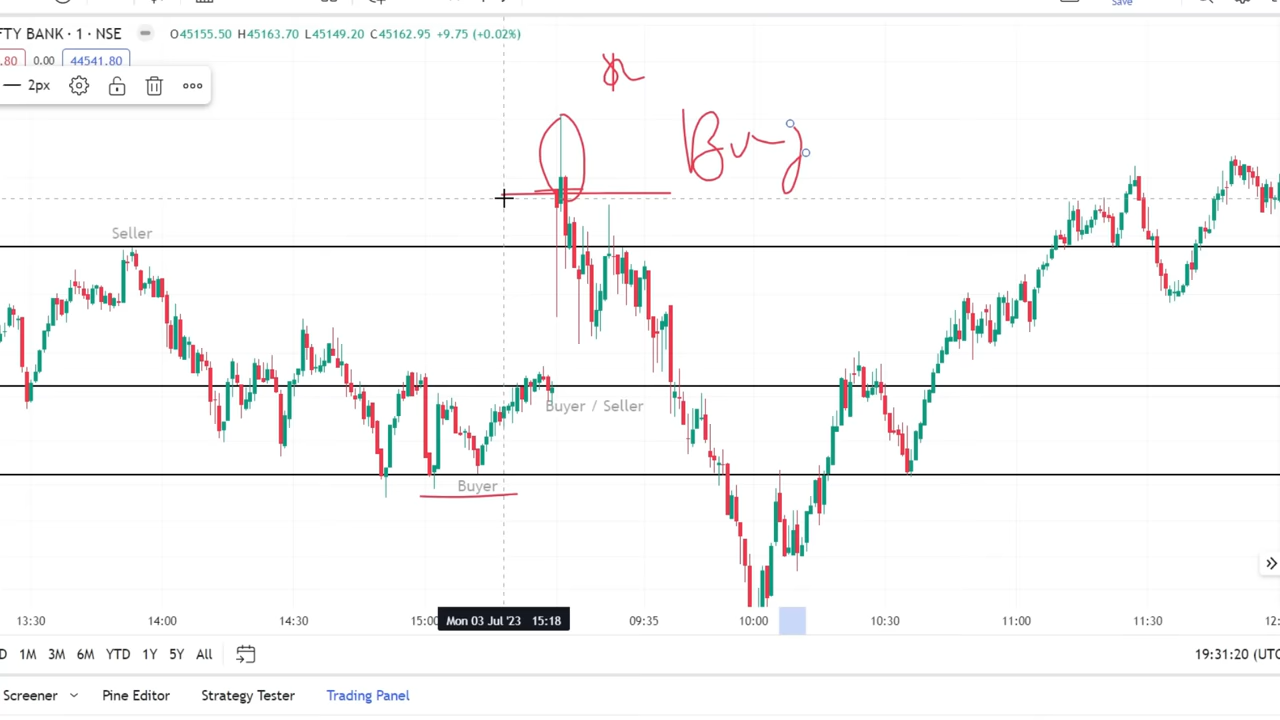 Save
FTY BANK · 1 · NSE O45155.50 H45163.70 L45149.20 C45162.95 +9.75 (+0.02%)
.80 0.00 44541.80
2px
Buy
Seller
Buyer / Seller
Buyer
13:30 14:00 14:30 15:00 Mon 03 Jul '23 15:18 09:35 10:00 10:30 11:00 11:30 12:
D 1M 3M 6M YTD 1Y 5Y All 19:31:20 (UTC
Screener Pine Editor Strategy Tester Trading Panel